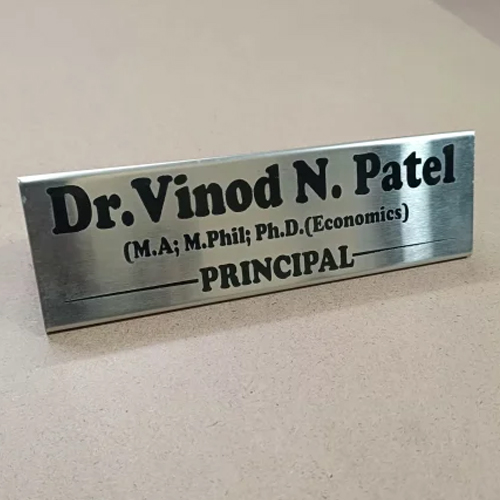 Dr.Vinod N. Patel
(M.A; M.Phil; Ph.D.(Economics)
PRINCIPAL